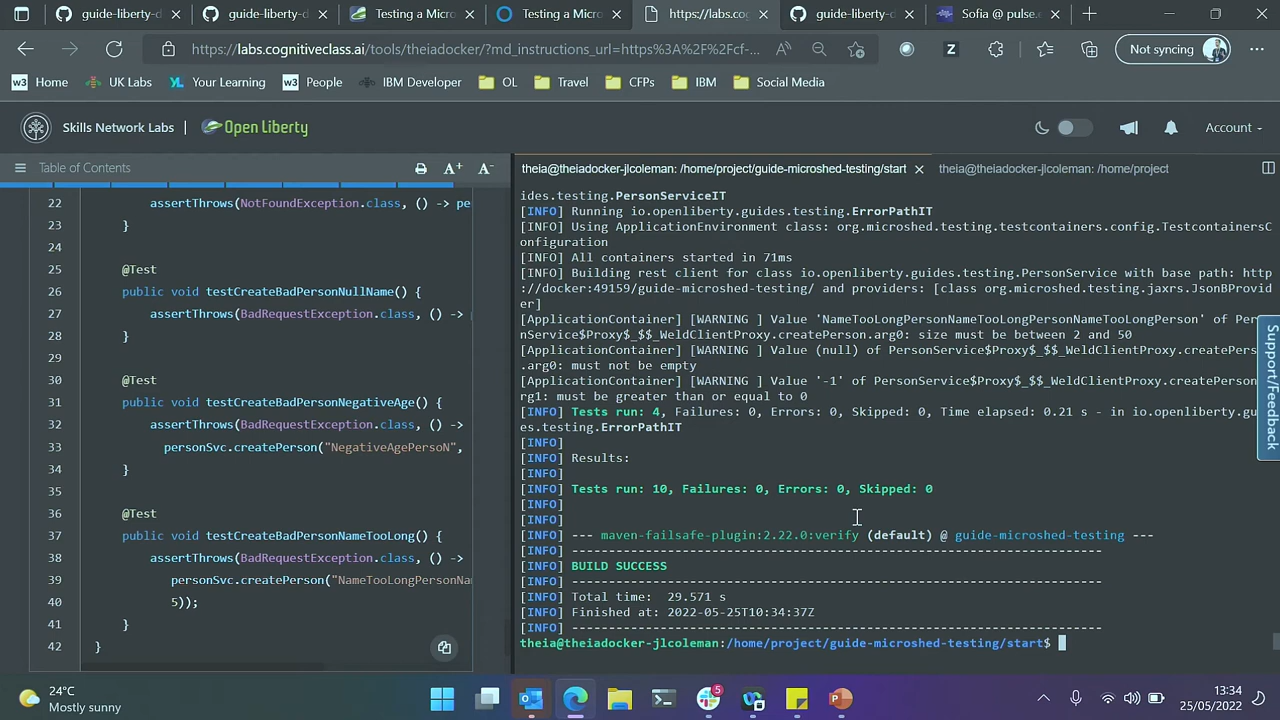 guide-liberty-d
guide-liberty-d
Testing a Micro
Testing a Micro
https://labs.cog
guide-liberty-d
Sofia @ pulse.e
https://labs.cognitiveclass.ai/tools/theiadocker/?md_instructions_url=https%3A%2F%2Fcf-...
Not syncing
w3 Home
UK Labs
YL Your Learning
w3 People
IBM Developer
OL
Travel
CFPs
IBM
Social Media
Skills Network Labs
Open Liberty
Account
Table of Contents
A+
A-
22 assertThrows(NotFoundException.class, () -> pe
23 }
24
25 @Test
26 public void testCreateBadPersonNullName() {
27 assertThrows(BadRequestException.class, () ->
28 }
29
30 @Test
31 public void testCreateBadPersonNegativeAge() {
32 assertThrows(BadRequestException.class, () ->
33 personSvc.createPerson("NegativeAgePersoN",
34 }
35
36 @Test
37 public void testCreateBadPersonNameTooLong() {
38 assertThrows(BadRequestException.class, () ->
39 personSvc.createPerson("NameTooLongPersonNa
40 5));
41 }
42 }
theia@theiadocker-jlcoleman: /home/project/guide-microshed-testing/start
theia@theiadocker-jlcoleman: /home/project
ides.testing.PersonServiceIT
[INFO] Running io.openliberty.guides.testing.ErrorPathIT
[INFO] Using ApplicationEnvironment class: org.microshed.testing.testcontainers.config.TestcontainersC
onfiguration
[INFO] All containers started in 71ms
[INFO] Building rest client for class io.openliberty.guides.testing.PersonService with base path: http
://docker:49159/guide-microshed-testing/ and providers: [class org.microshed.testing.jaxrs.JsonBProvid
er]
[ApplicationContainer] [WARNING ] Value 'NameTooLongPersonNameTooLongPersonNameTooLongPerson' of Per
nService$Proxy$_$$_WeldClientProxy.createPerson.arg0: size must be between 2 and 50
[ApplicationContainer] [WARNING ] Value (null) of PersonService$Proxy$_$$_WeldClientProxy.createPers
.arg0: must not be empty
[ApplicationContainer] [WARNING ] Value '-1' of PersonService$Proxy$_$$_WeldClientProxy.createPerson
rg1: must be greater than or equal to 0
[INFO] Tests run: 4, Failures: 0, Errors: 0, Skipped: 0, Time elapsed: 0.21 s - in io.openliberty.gu
es.testing.ErrorPathIT
[INFO]
[INFO] Results:
[INFO]
[INFO] Tests run: 10, Failures: 0, Errors: 0, Skipped: 0
[INFO]
[INFO]
[INFO] --- maven-failsafe-plugin:2.22.0:verify (default) @ guide-microshed-testing ---
[INFO] ------------------------------------------------------------------------
[INFO] BUILD SUCCESS
[INFO] ------------------------------------------------------------------------
[INFO] Total time:  29.571 s
[INFO] Finished at: 2022-05-25T10:34:37Z
[INFO] ------------------------------------------------------------------------
theia@theiadocker-jlcoleman:/home/project/guide-microshed-testing/start$
Support/Feedback
24°C
Mostly sunny
5
13:34
25/05/2022